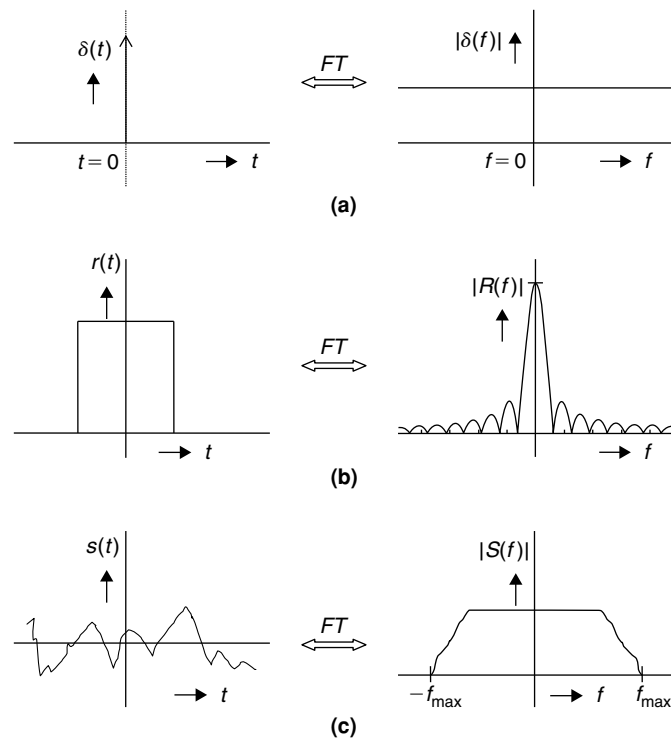 δ(t)
FT
|δ(f)|
t = 0
t
f = 0
f
(a)
r(t)
FT
|R(f)|
t
f
(b)
s(t)
FT
|S(f)|
t
−f_max
f
f_max
(c)